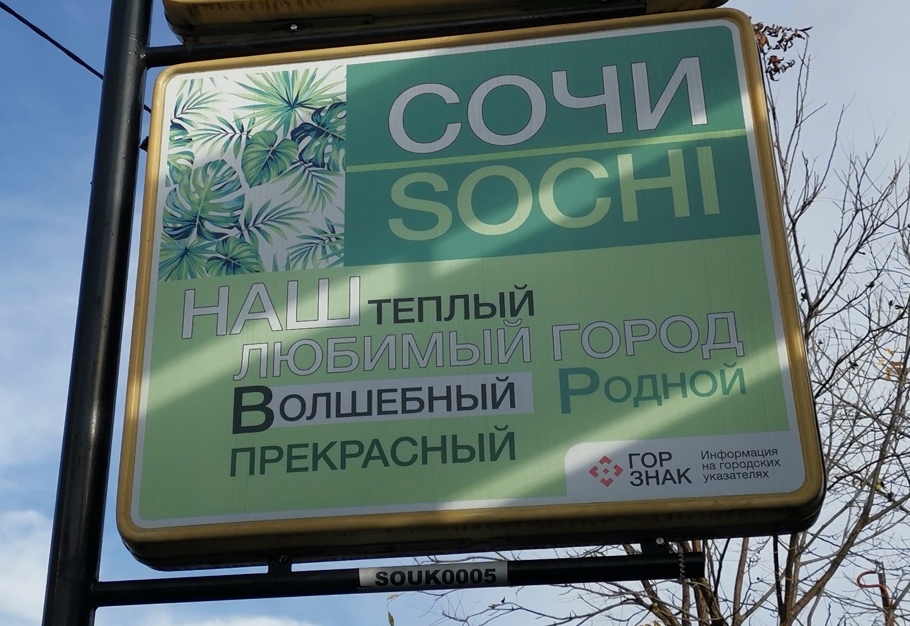 СОЧИ
SOCHI
НАШ ТЕПЛЫЙ
ЛЮБИМЫЙ ГОРОД
ВОЛШЕБНЫЙ РОДНОЙ
ПРЕКРАСНЫЙ
ГОР
ЗНАК
Информация
на городских
указателях
SOUK0005